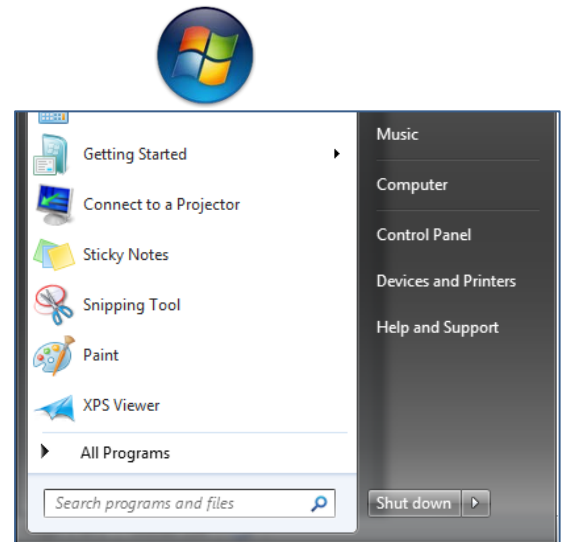 Getting Started
Connect to a Projector
Sticky Notes
Snipping Tool
Paint
XPS Viewer
All Programs
Search programs and files
Music
Computer
Control Panel
Devices and Printers
Help and Support
Shut down